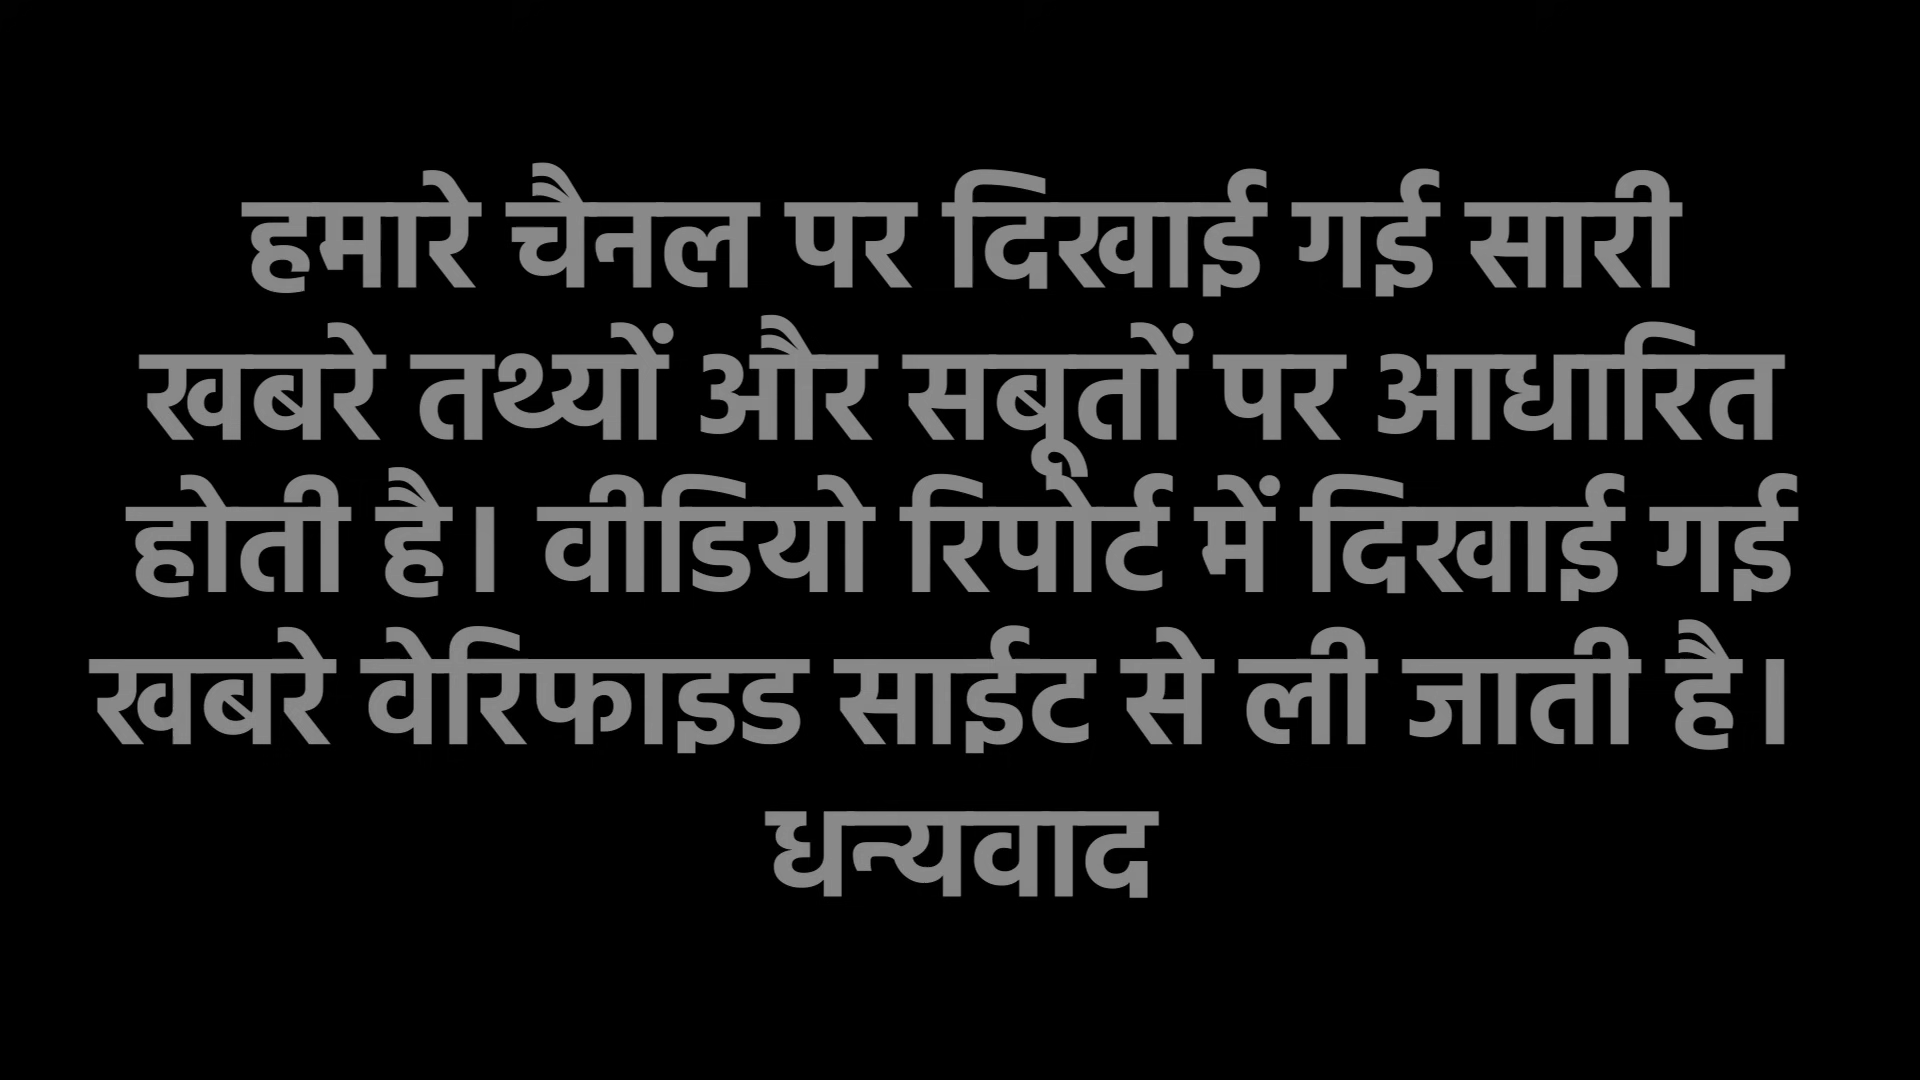 हमारे चैनल पर दिखाई गई सारी
खबरे तथ्यों और सबूतों पर आधारित
होती है। वीडियो रिपोर्ट में दिखाई गई
खबरे वेरिफाइड साईट से ली जाती है।
धन्यवाद